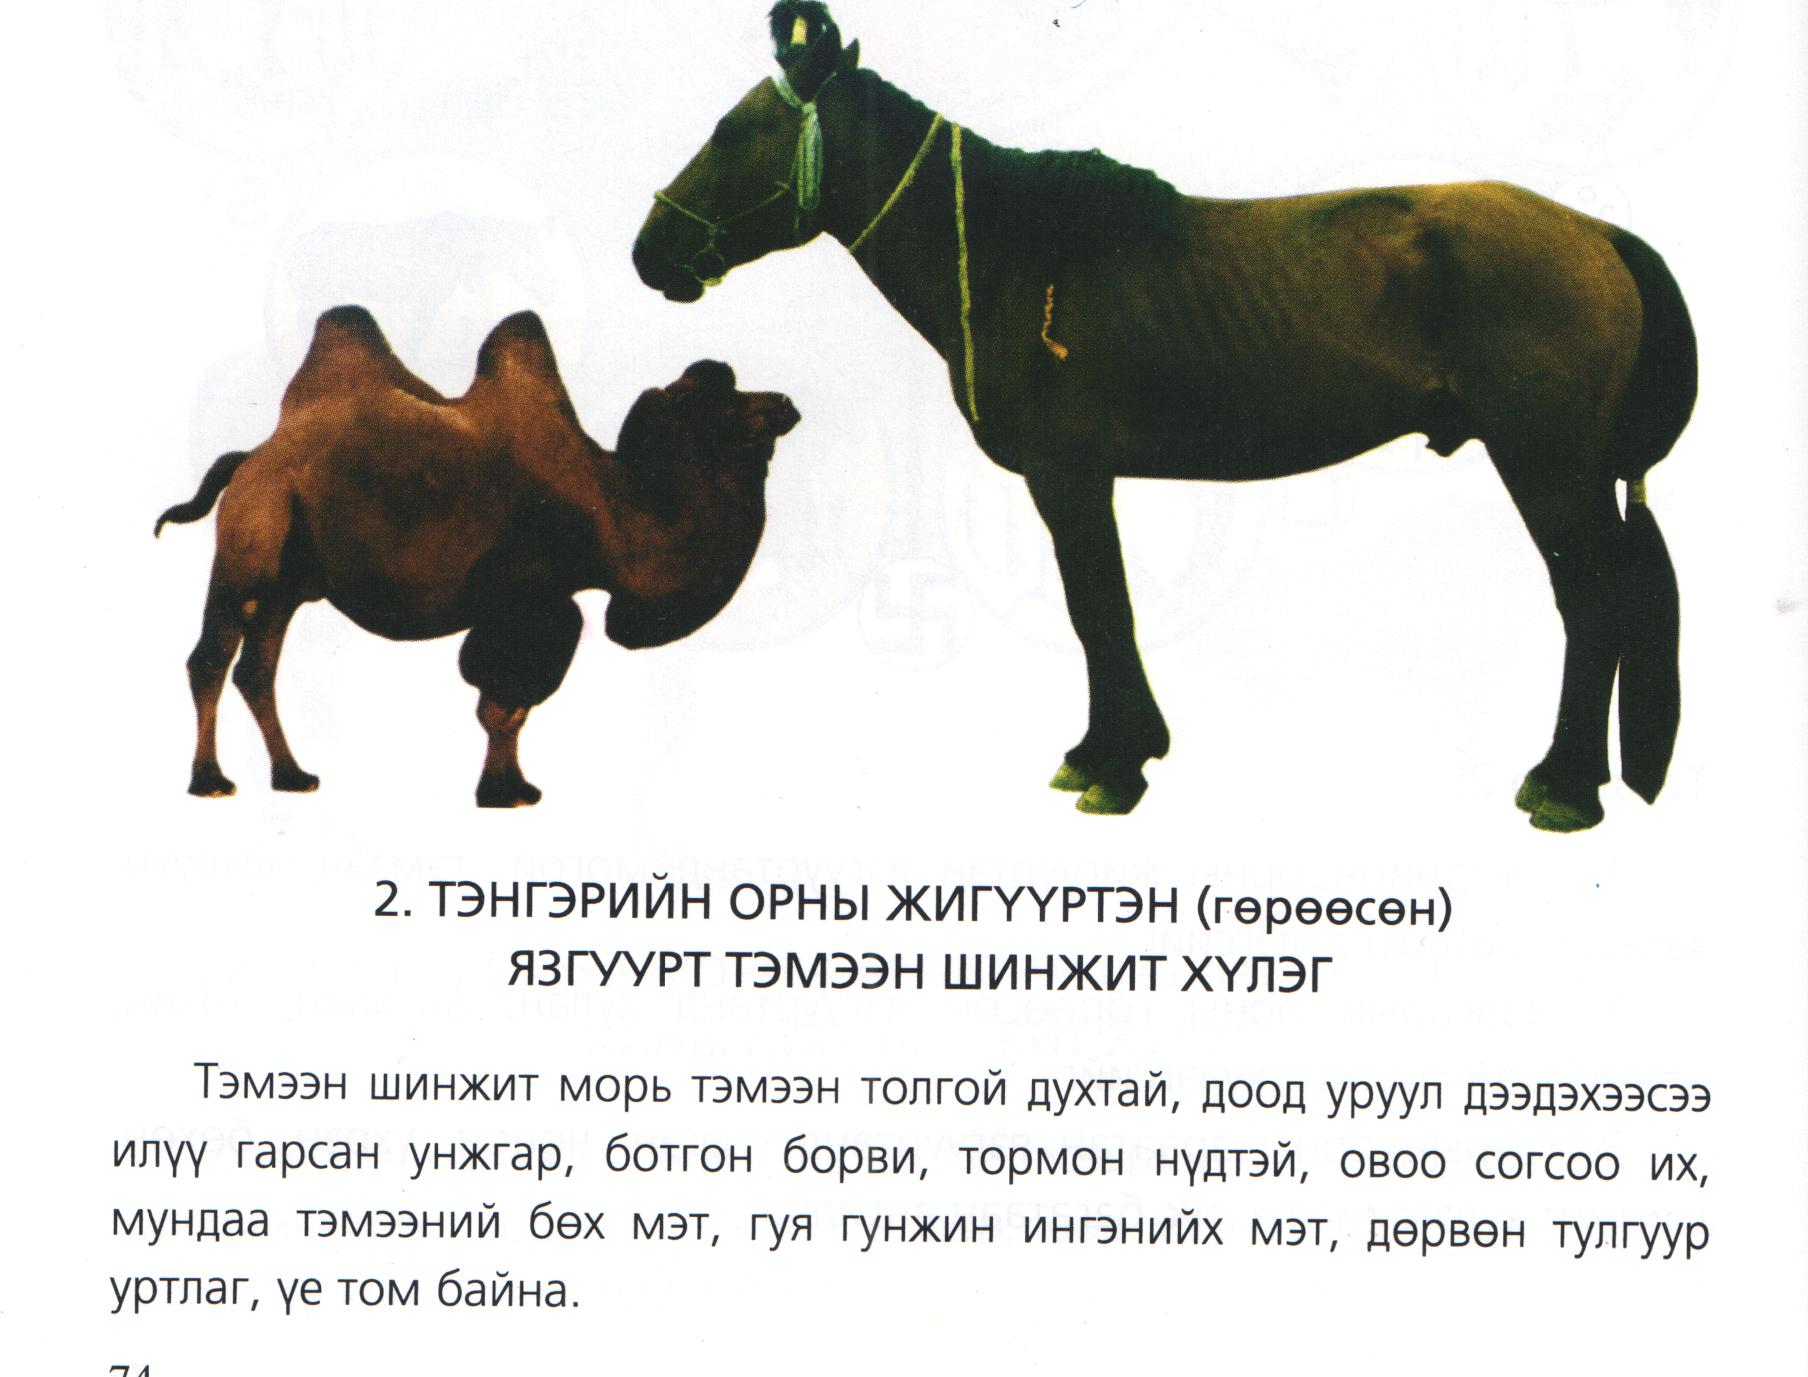 2. ТЭНГЭРИЙН ОРНЫ ЖИГҮҮРТЭН (гөрөөсөн)
ЯЗГУУРТ ТЭМЭЭН ШИНЖИТ ХҮЛЭГ
Тэмээн шинжит морь тэмээн толгой духтай, доод уруул дээдэхээсээ
илүү гарсан унжгар, ботгон борви, тормон нүдтэй, овоо согсоо их,
мундаа тэмээний бөх мэт, гуя гунжин ингэнийх мэт, дөрвөн тулгуур
уртлаг, үе том байна.
74